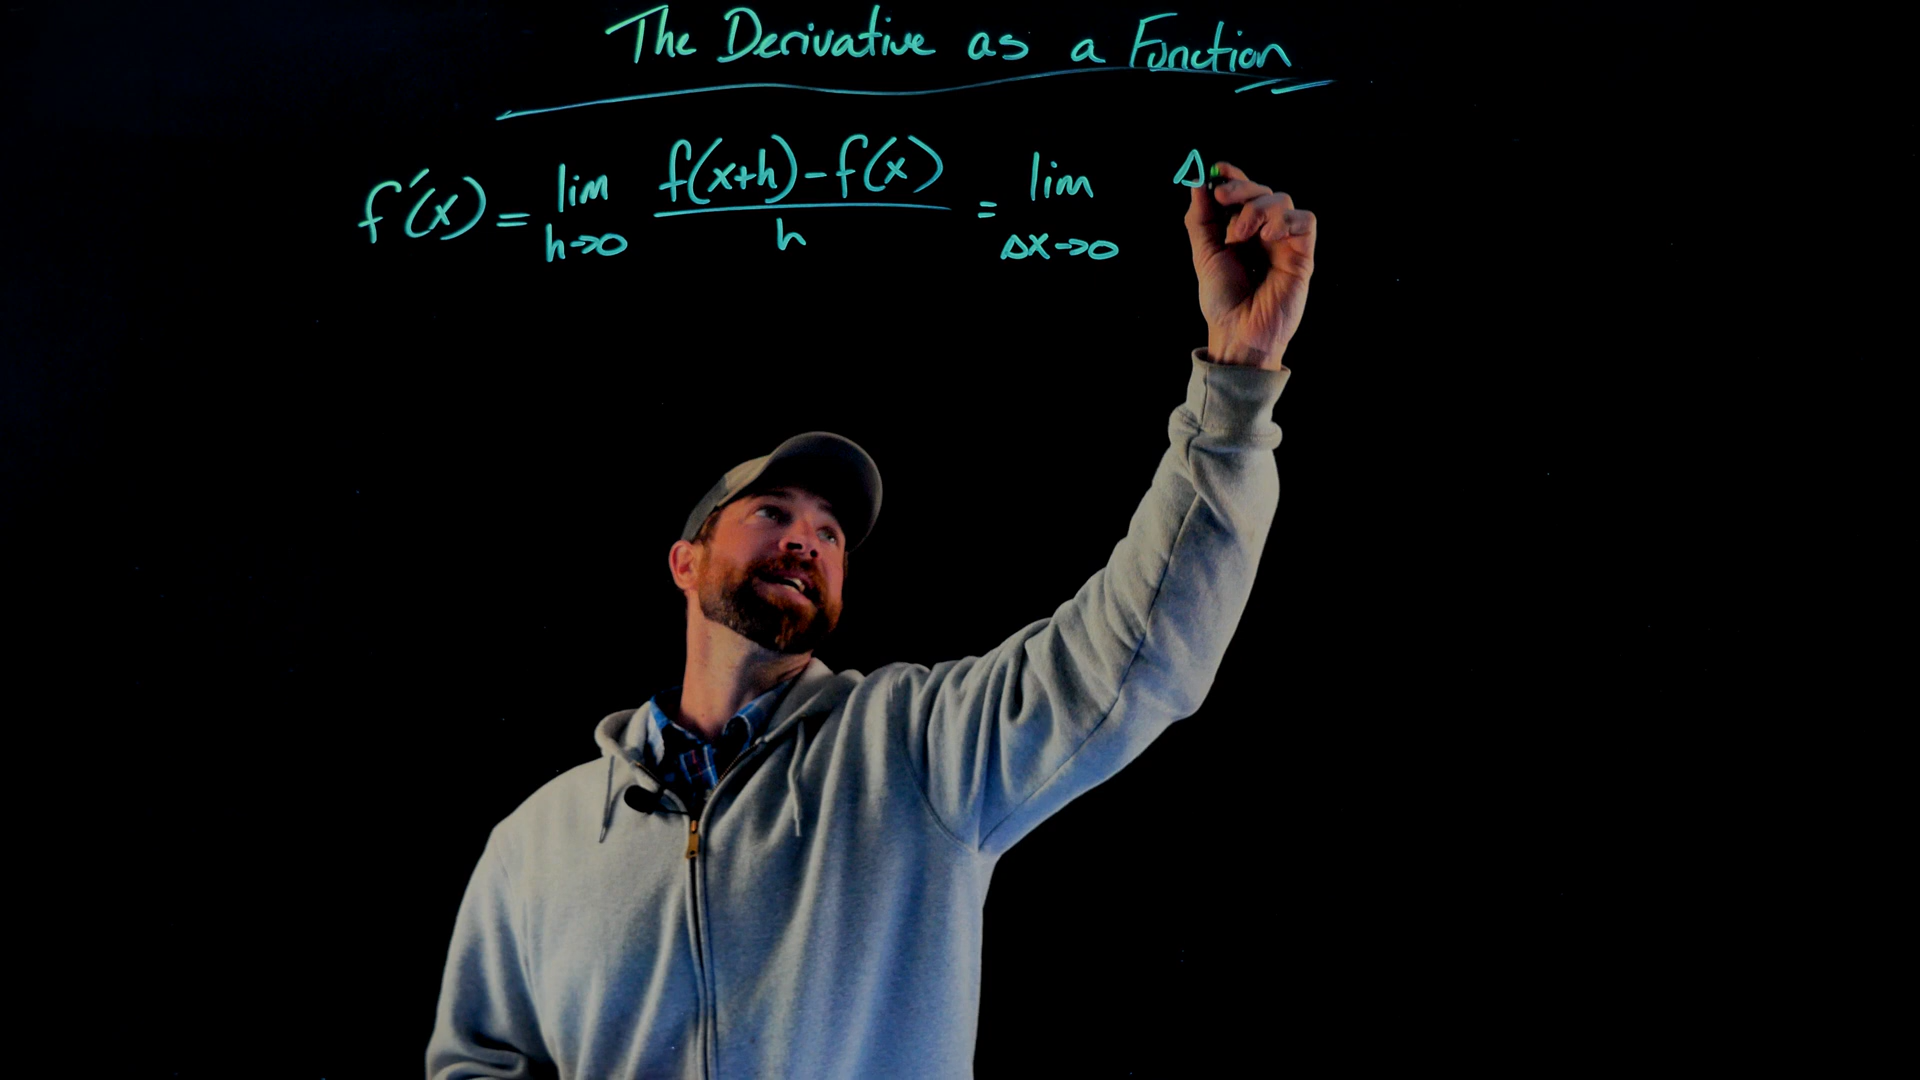 The Derivative as a Function
f'(x) = lim h→0 f(x+h)-f(x) / h = lim Δx→0 Δ